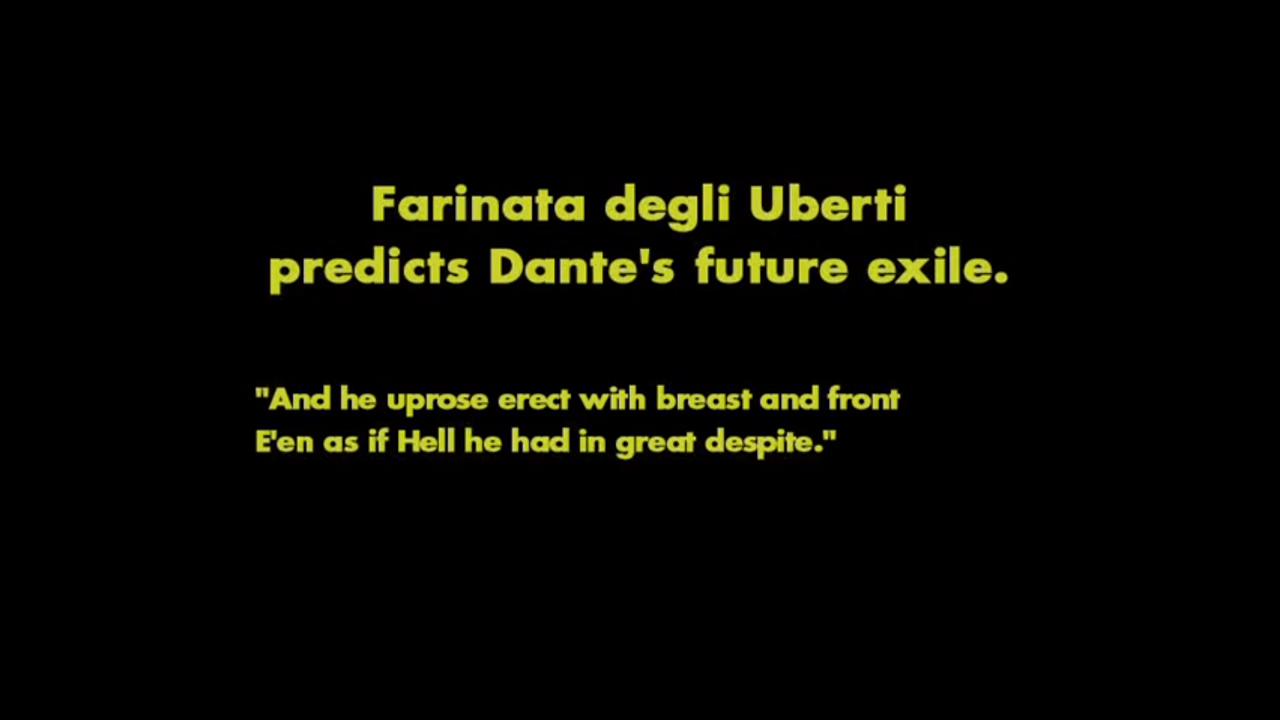 Farinata degli Uberti
predicts Dante's future exile.
"And he uprose erect with breast and front
E'en as if Hell he had in great despite."